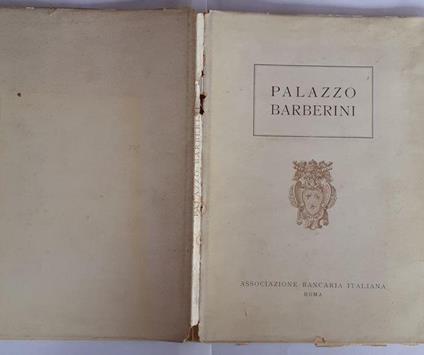 PALAZZO
BARBERINI
ASSOCIAZIONE BANCARIA ITALIANA
ROMA
PALAZZO BARBERINI